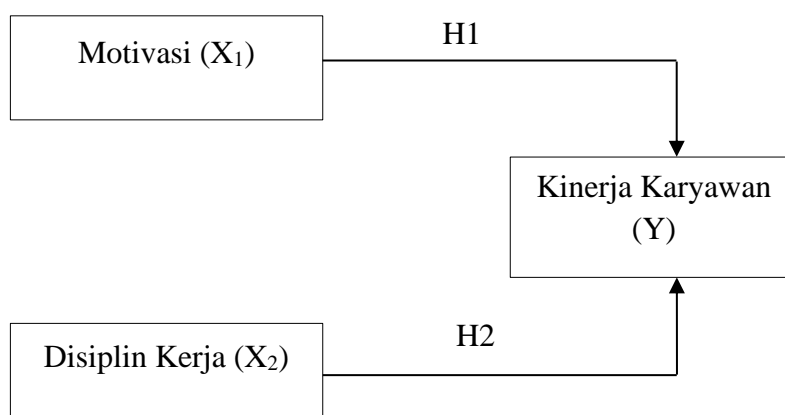 H1
Motivasi (X₁)
Kinerja Karyawan
(Y)
H2
Disiplin Kerja (X₂)